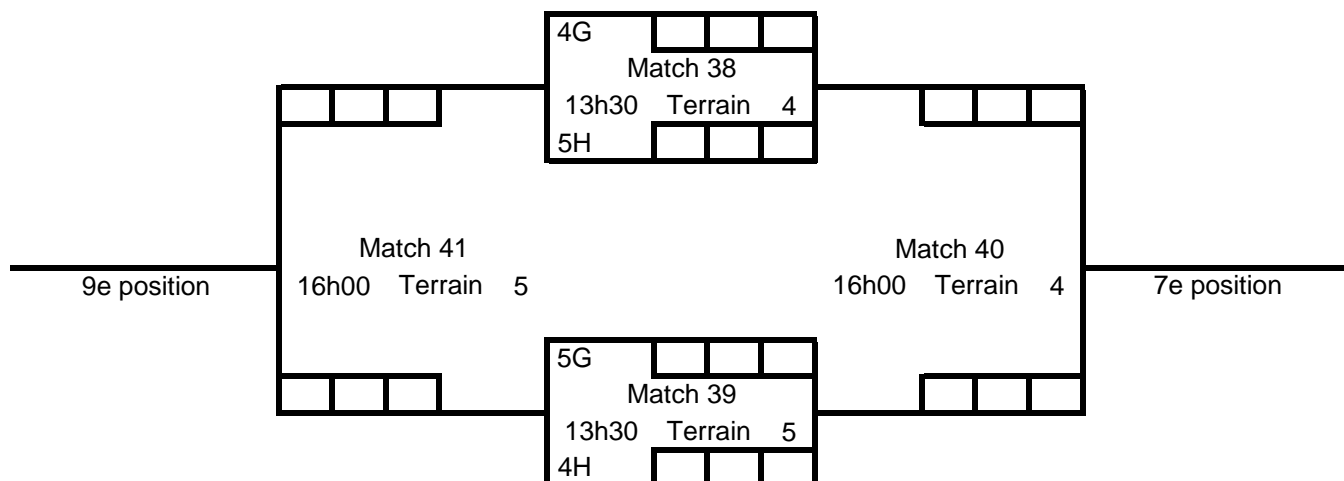 4G
Match 38
13h30 Terrain 4
5H
Match 41
16h00 Terrain 5
9e position
Match 40
16h00 Terrain 4
7e position
5G
Match 39
13h30 Terrain 5
4H